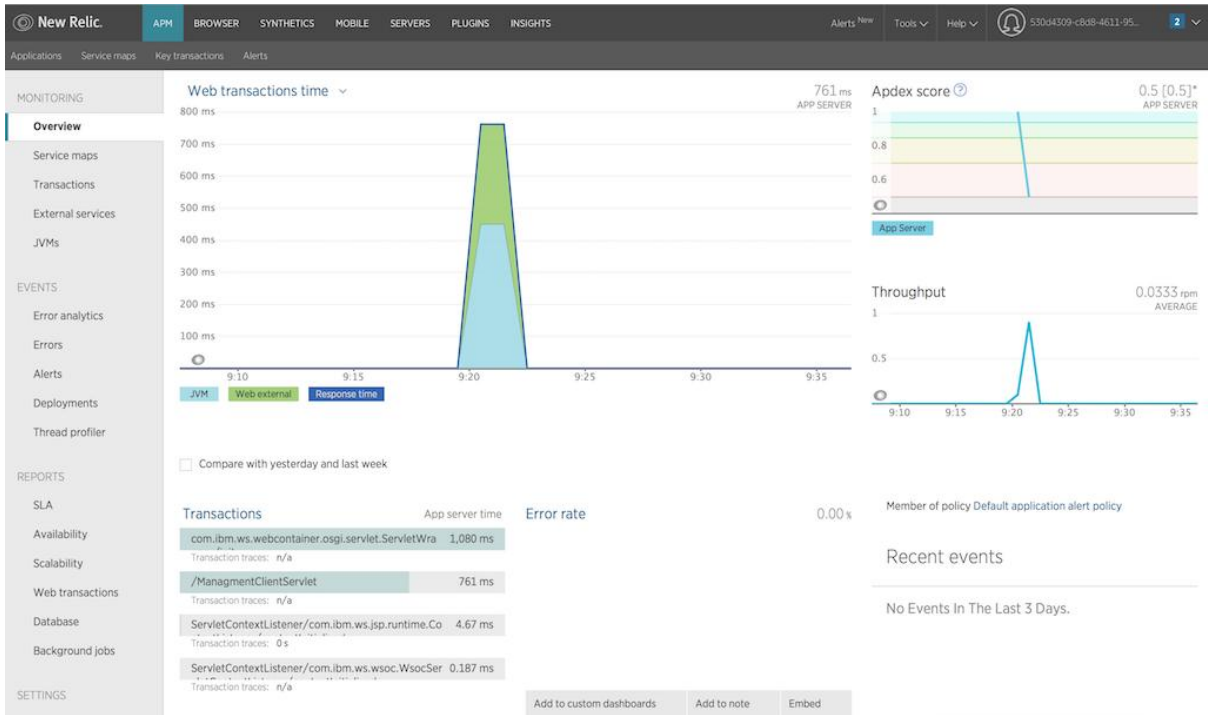 New Relic.
APM BROWSER SYNTHETICS MOBILE SERVERS PLUGINS INSIGHTS
Alerts New Tools Help 530d4309-c8d8-4611-95... 2
Applications Service maps Key transactions Alerts
MONITORING
Overview
Service maps
Transactions
External services
JVMs
EVENTS
Error analytics
Errors
Alerts
Deployments
Thread profiler
REPORTS
SLA
Availability
Scalability
Web transactions
Database
Background jobs
SETTINGS
Web transactions time
761 ms
APP SERVER
800 ms
700 ms
600 ms
500 ms
400 ms
300 ms
200 ms
100 ms
9:10 9:15 9:20 9:25 9:30 9:35
JVM Web external Response time
Compare with yesterday and last week
Transactions App server time
com.ibm.ws.webcontainer.osgi.servlet.ServletWra 1,080 ms
Transaction traces: n/a
/ManagmentClientServlet 761 ms
Transaction traces: n/a
ServletContextListener/com.ibm.ws.jsp.runtime.Co 4.67 ms
Transaction traces: 0 s
ServletContextListener/com.ibm.ws.wsoc.WsocSer 0.187 ms
Transaction traces: n/a
Error rate 0.00 %
Add to custom dashboards Add to note Embed
Apdex score ? 0.5 [0.5]*
APP SERVER
1
0.8
0.6
App Server
Throughput 0.0333 rpm
AVERAGE
1
0.5
9:10 9:15 9:20 9:25 9:30 9:35
Member of policy Default application alert policy
Recent events
No Events In The Last 3 Days.